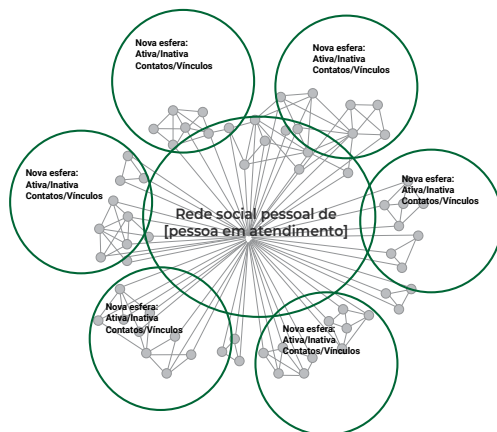 Nova esfera:
Ativa/Inativa
Contatos/Vínculos
Nova esfera:
Ativa/Inativa
Contatos/Vínculos
Nova esfera:
Ativa/Inativa
Contatos/Vínculos
Nova esfera:
Ativa/Inativa
Contatos/Vínculos
Rede social pessoal de
[pessoa em atendimento]
Nova esfera:
Ativa/Inativa
Contatos/Vínculos
Nova esfera:
Ativa/Inativa
Contatos/Vínculos